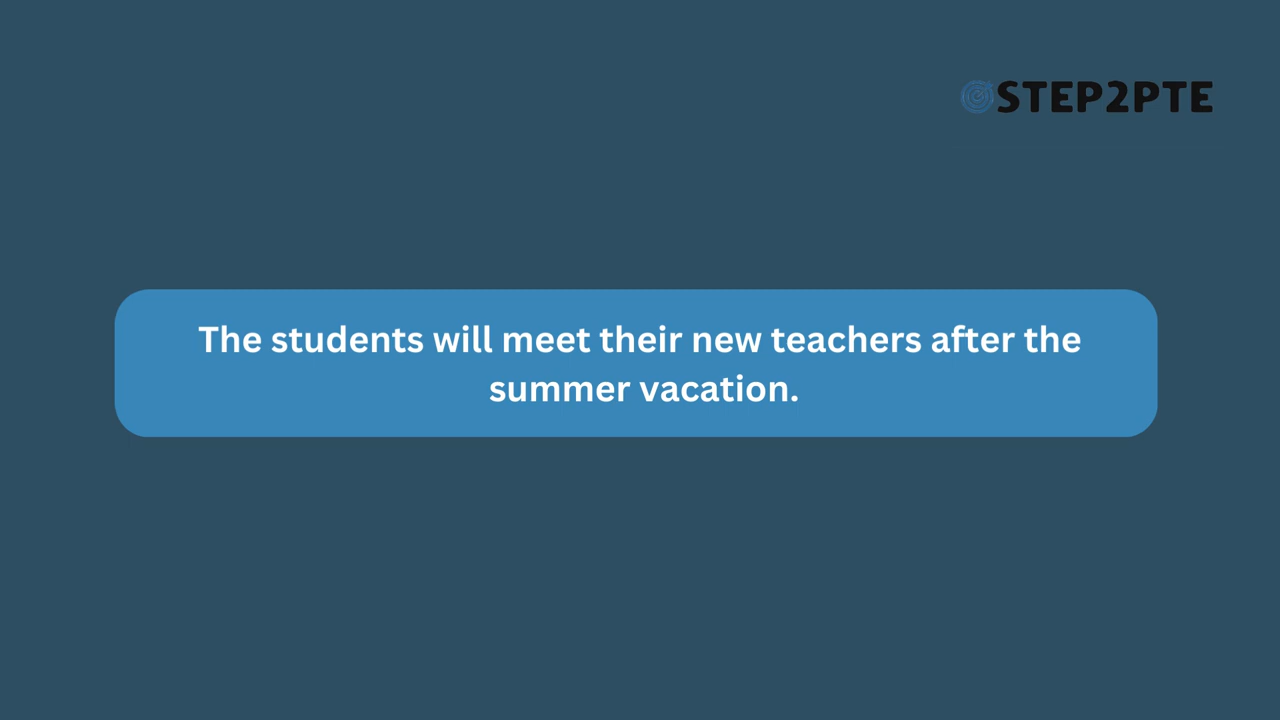 STEP2PTE
The students will meet their new teachers after the
summer vacation.